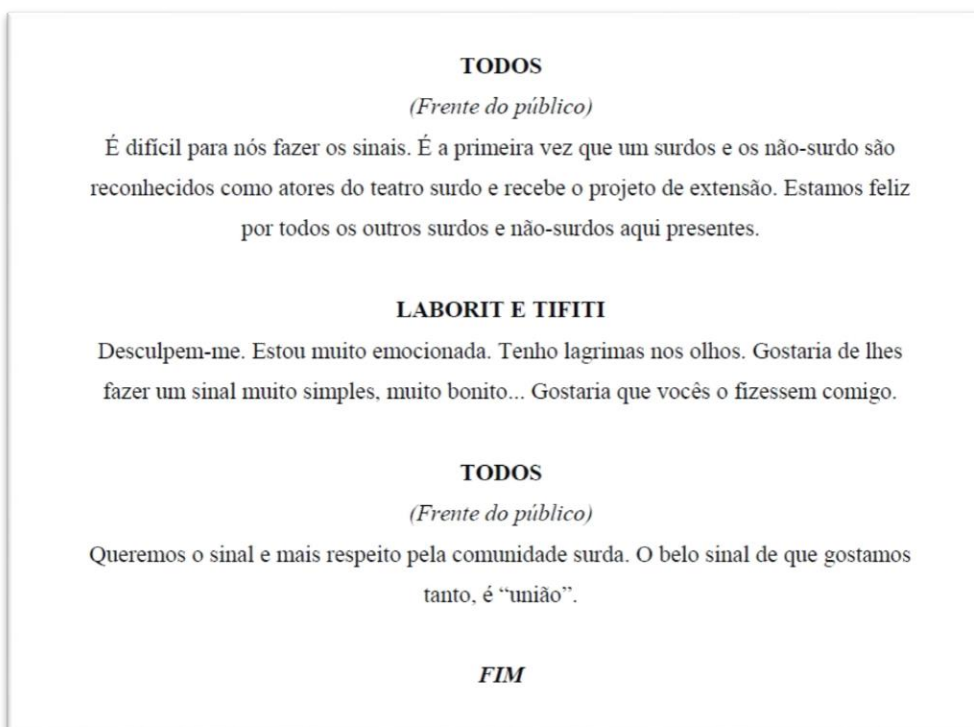 TODOS
(Frente do público)
É difícil para nós fazer os sinais. É a primeira vez que um surdos e os não-surdo são
reconhecidos como atores do teatro surdo e recebe o projeto de extensão. Estamos feliz
por todos os outros surdos e não-surdos aqui presentes.
LABORIT E TIFITI
Desculpem-me. Estou muito emocionada. Tenho lagrimas nos olhos. Gostaria de lhes
fazer um sinal muito simples, muito bonito... Gostaria que vocês o fizessem comigo.
TODOS
(Frente do público)
Queremos o sinal e mais respeito pela comunidade surda. O belo sinal de que gostamos
tanto, é “união”.
FIM